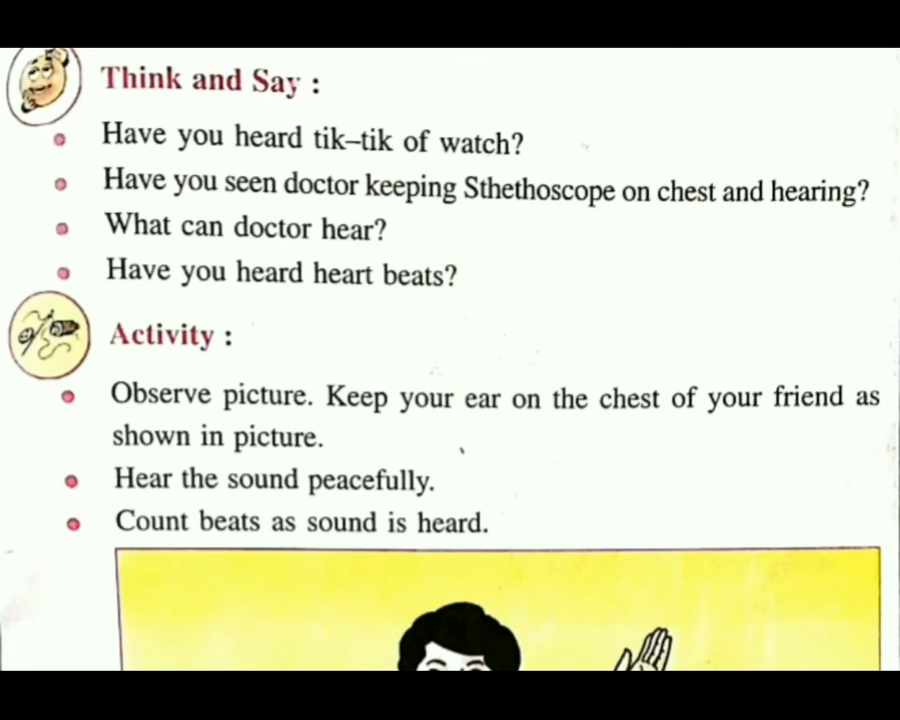 Think and Say :
Have you heard tik–tik of watch?
Have you seen doctor keeping Sthethoscope on chest and hearing?
What can doctor hear?
Have you heard heart beats?
Activity :
Observe picture. Keep your ear on the chest of your friend as
shown in picture.
Hear the sound peacefully.
Count beats as sound is heard.